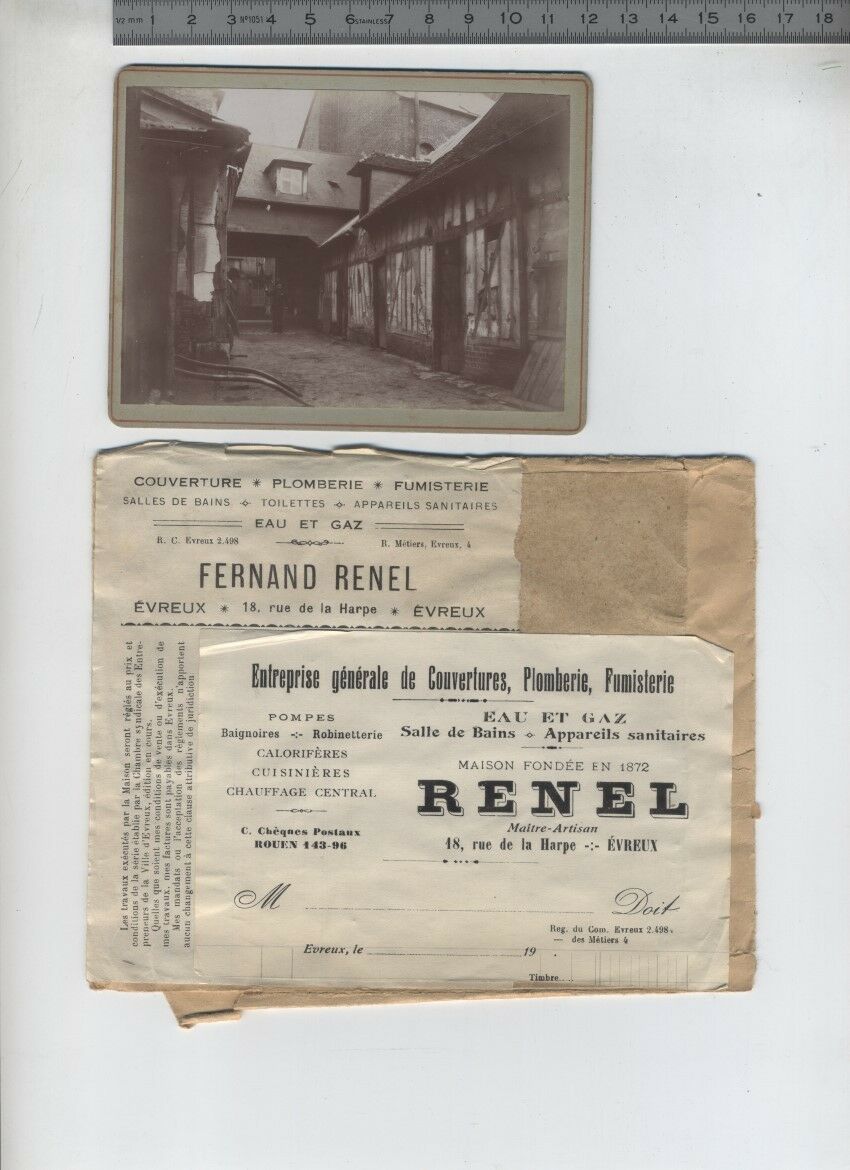 1/2 mm 1 2 3 Nº1051 4 5 6 STAINLESS 7 8 9 10 11 12 13 14 15 16 17 18
COUVERTURE * PLOMBERIE * FUMISTERIE
SALLES DE BAINS ⟡ TOILETTES ⟡ APPAREILS SANITAIRES
EAU ET GAZ
R. C. Evreux 2.498 R. Métiers, Evreux, 4
FERNAND RENEL
ÉVREUX * 18, rue de la Harpe * ÉVREUX
Les travaux exécutés par la Maison seront réglés au prix et
conditions de la série établie par la Chambre syndicale des Entre-
preneurs de la Ville d'Evreux, édition en cours.
Quelles que soient mes conditions de vente ou d'exécution de
mes travaux, mes factures sont payables dans Evreux.
Mes mandats ou l'acceptation des règlements n'apportent
aucun changement à cette clause attributive de juridiction
Entreprise générale de Couvertures, Plomberie, Fumisterie
POMPES
Baignoires -:- Robinetterie
CALORIFÈRES
CUISINIÈRES
CHAUFFAGE CENTRAL
C. Chèques Postaux
ROUEN 143-96
EAU ET GAZ
Salle de Bains ⟡ Appareils sanitaires
MAISON FONDÉE EN 1872
RENEL
Maître-Artisan
18, rue de la Harpe -:- ÉVREUX
M Doit
Reg. du Com. Evreux 2.498
— des Métiers 4
Evreux, le 19 .
Timbre....